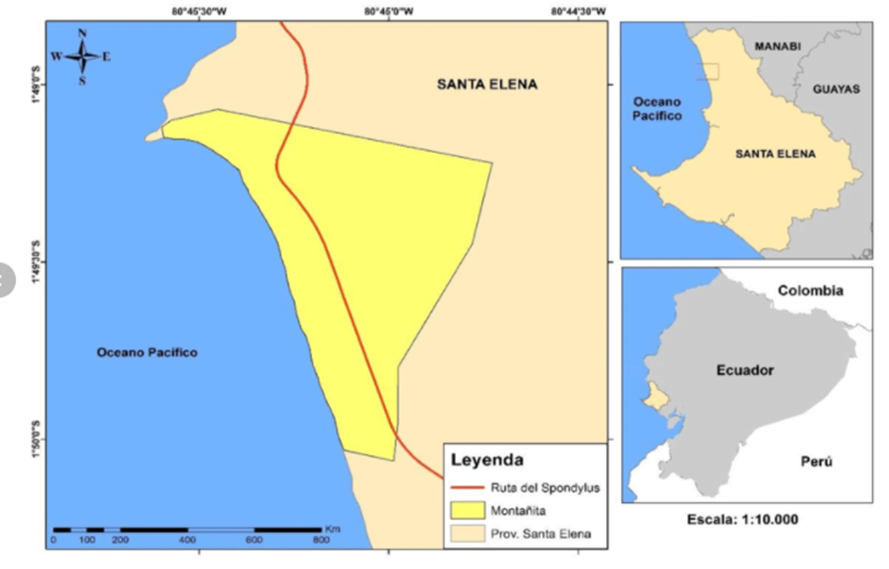 80°45'30"W 80°45'0"W 80°44'30"W
N
W E
S
1°49'0"S
1°49'30"S
1°50'0"S
SANTA ELENA
Oceano Pacífico
0 100 200 400 600 800 Km
Leyenda
Ruta del Spondylus
Montañita
Prov. Santa Elena
MANABI
GUAYAS
Oceano
Pacífico
SANTA ELENA
Colombia
Ecuador
Perú
Escala: 1:10.000